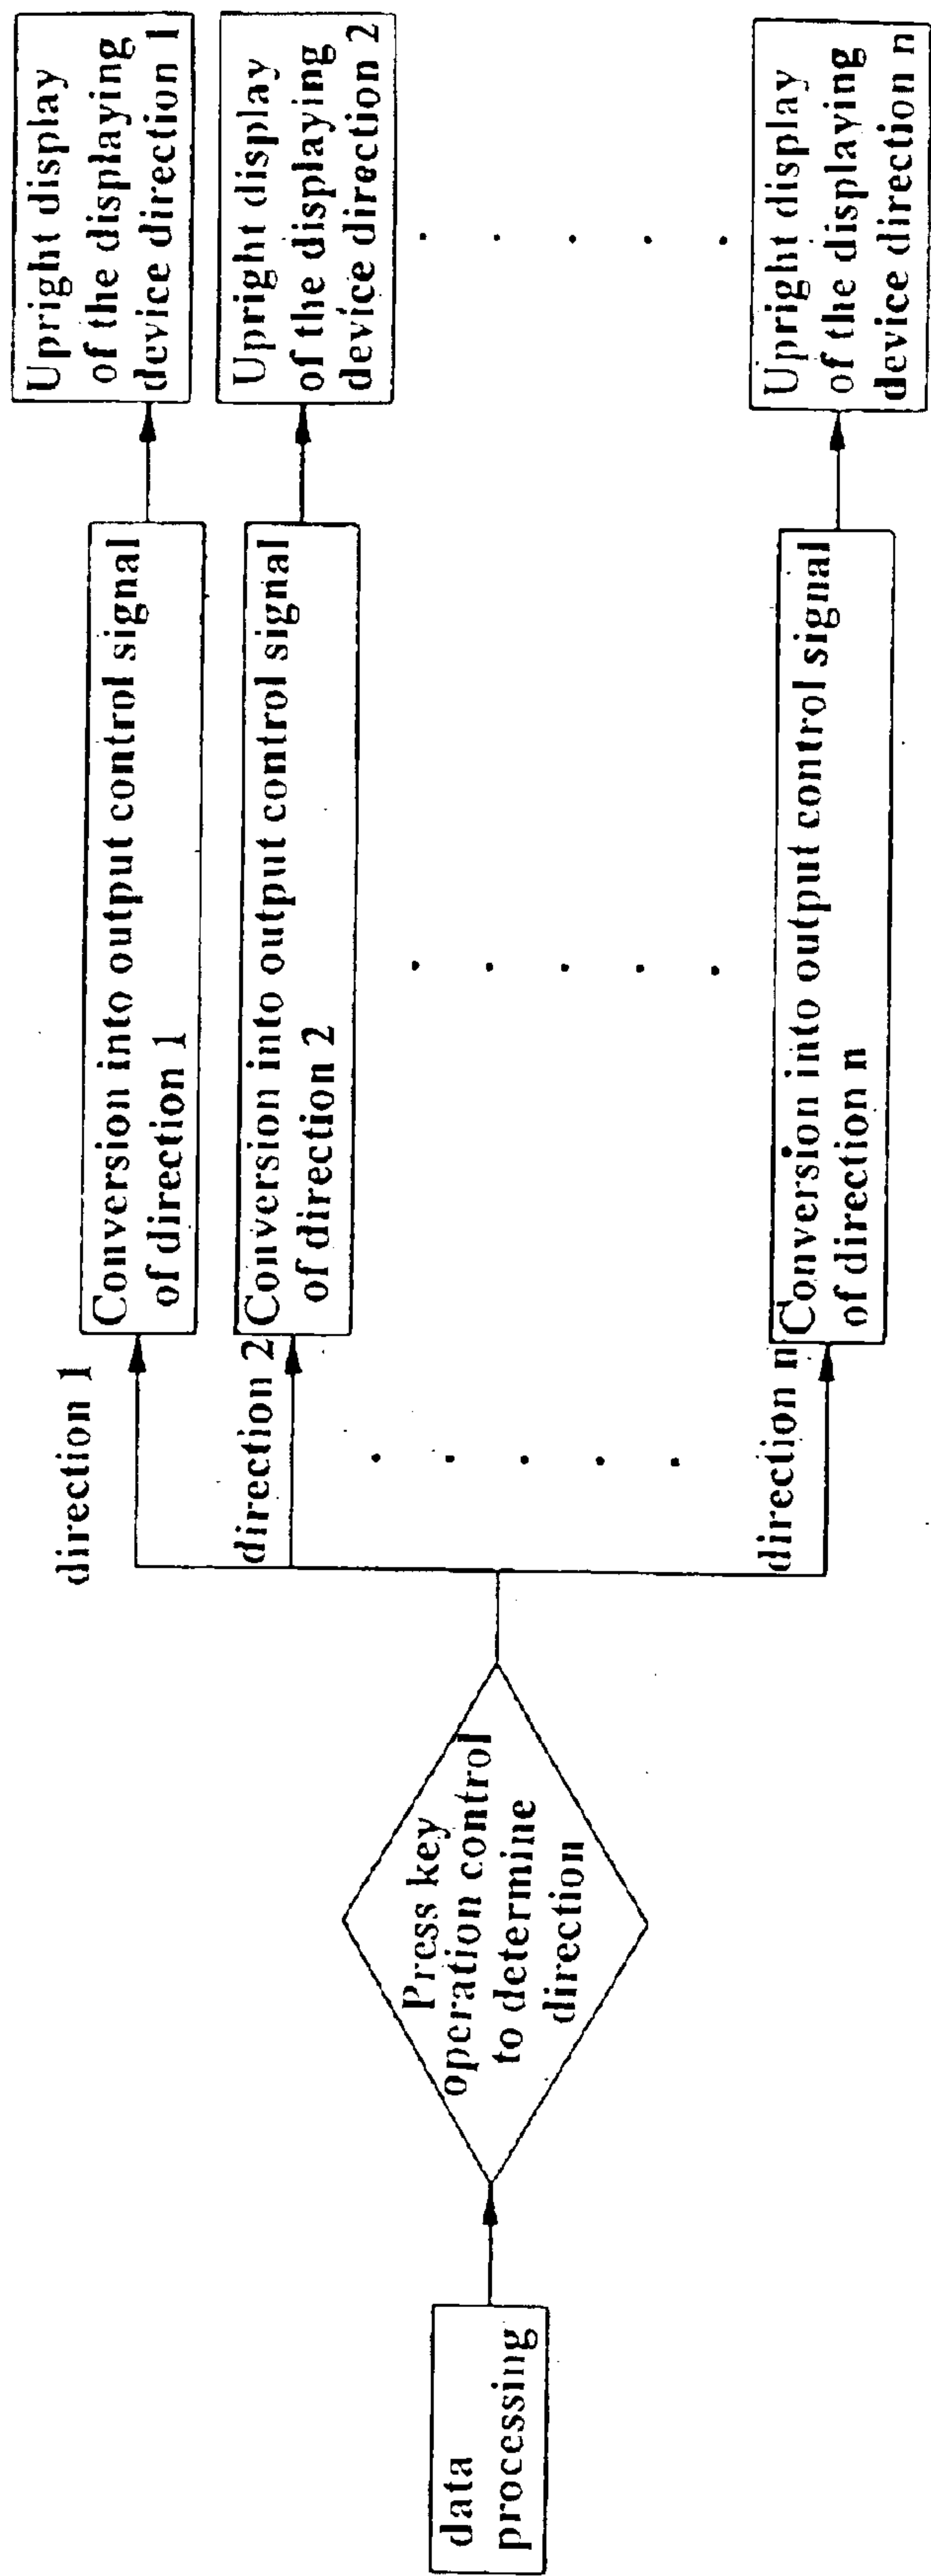 data
processing
Press key
operation control
to determine
direction
direction 1
Conversion into output control signal
of direction 1
Upright display
of the displaying
device direction 1
direction 2
Conversion into output control signal
of direction 2
Upright display
of the displaying
device direction 2
direction n
Conversion into output control signal
of direction n
Upright display
of the displaying
device direction n